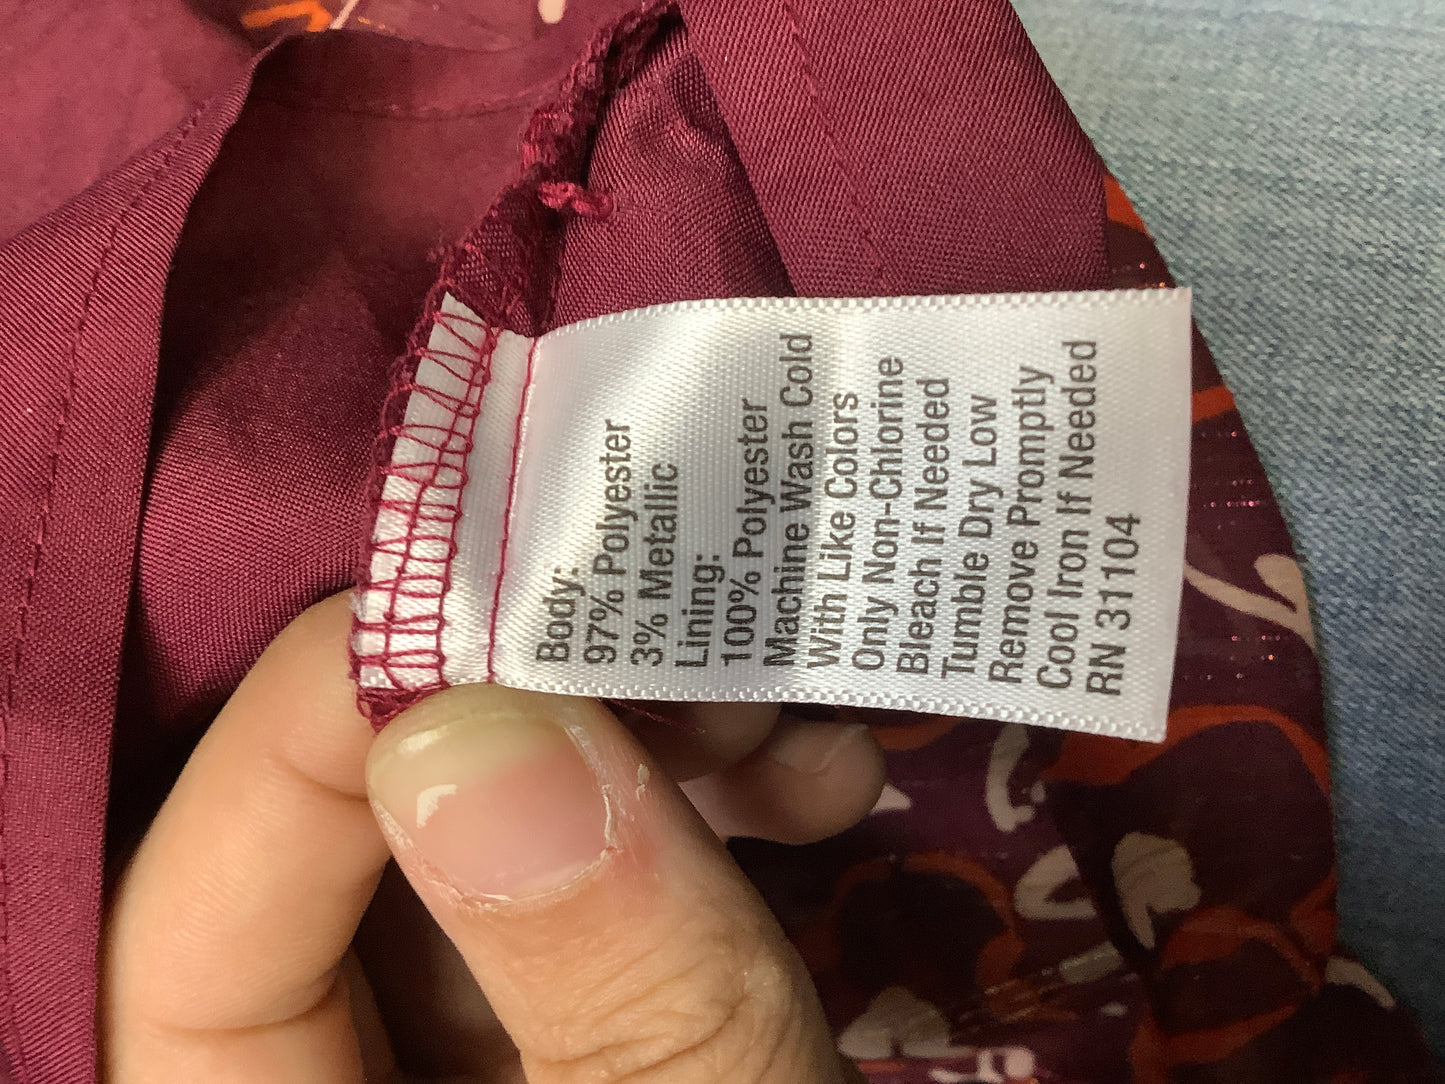 Body:
97% Polyester
3% Metallic
Lining:
100% Polyester
Machine Wash Cold
With Like Colors
Only Non-Chlorine
Bleach If Needed
Tumble Dry Low
Remove Promptly
Cool Iron If Needed
RN 31104